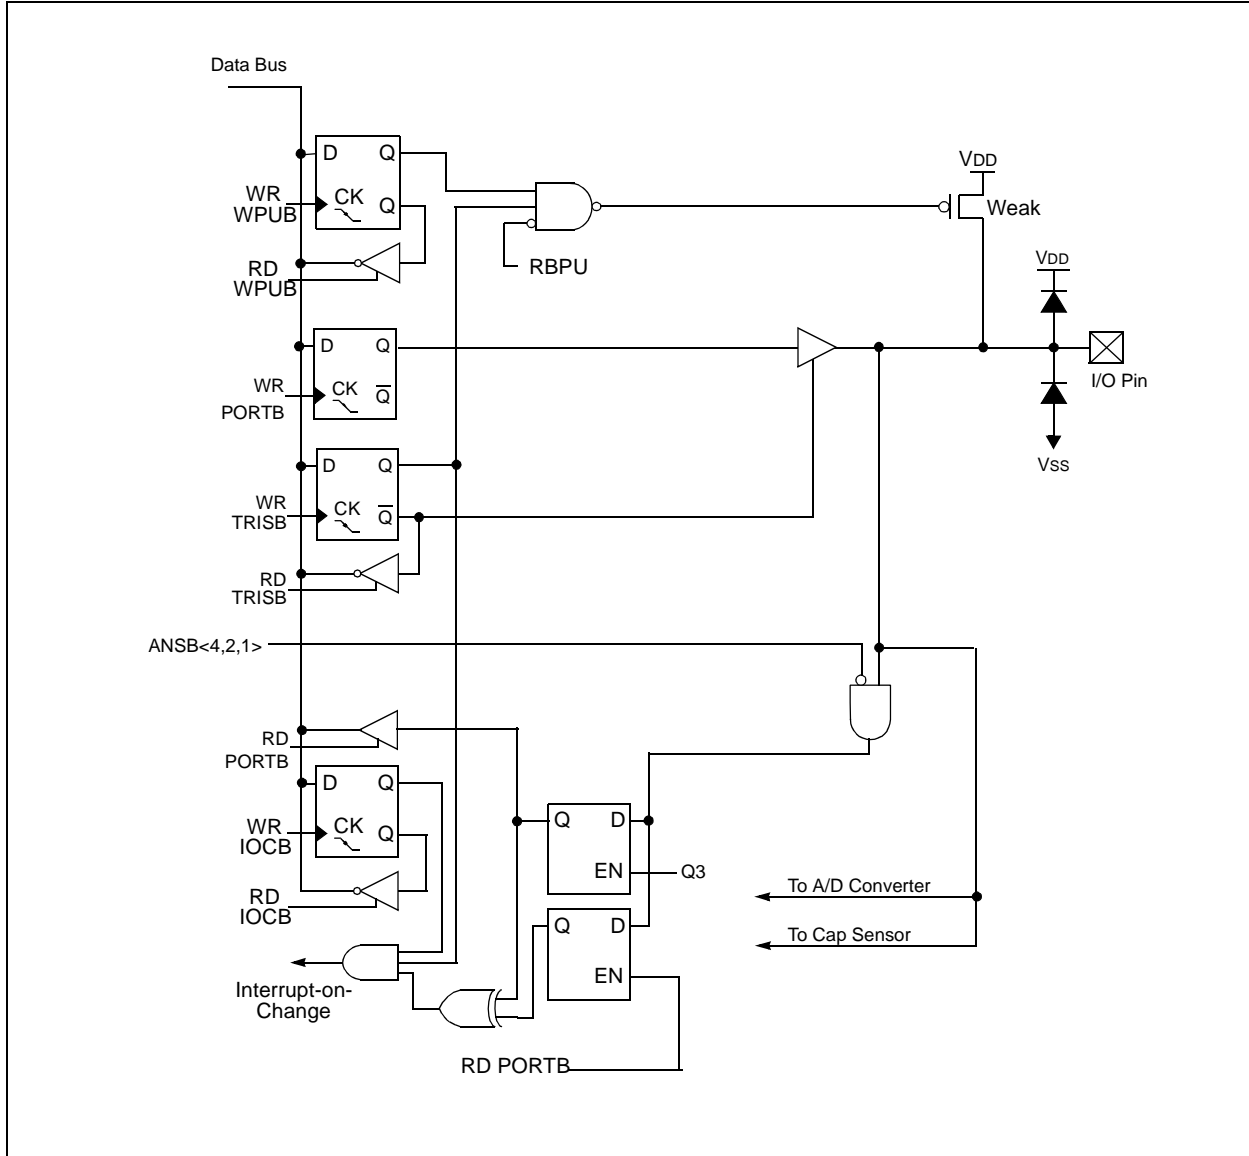 Data Bus
D Q
WR
WPUB
CK
Q
RD
WPUB
RBPU
VDD
Weak
VDD
I/O Pin
VSS
D Q
WR
PORTB
CK
Q
D Q
WR
TRISB
CK
Q
RD
TRISB
ANSB<4,2,1>
RD
PORTB
D Q
WR
IOCB
CK
Q
RD
IOCB
Q D
EN
Q3
Q D
EN
To A/D Converter
To Cap Sensor
Interrupt-on-
Change
RD PORTB